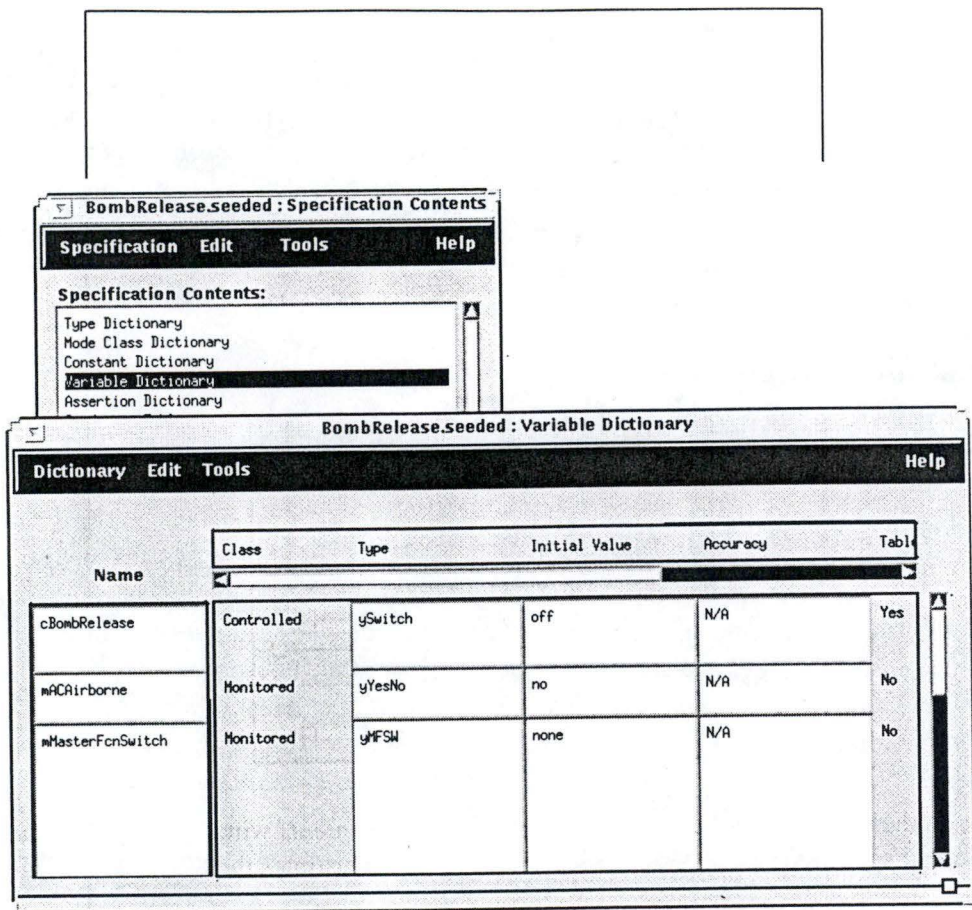 BombRelease.seeded : Specification Contents
Specification Edit Tools Help
Specification Contents:
Type Dictionary
Mode Class Dictionary
Constant Dictionary
Variable Dictionary
Assertion Dictionary
BombRelease.seeded : Variable Dictionary
Dictionary Edit Tools Help
Name Class Type Initial Value Accuracy Table
cBombRelease Controlled ySwitch off N/A Yes
mACAirborne Monitored yYesNo no N/A No
mMasterFcnSwitch Monitored yMFSW none N/A No